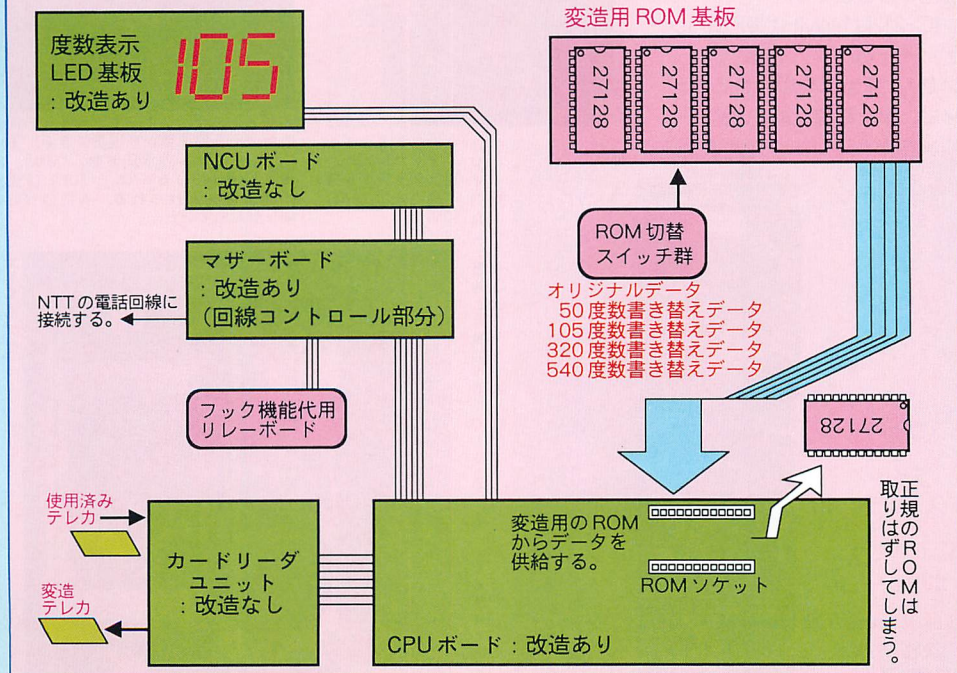 度数表示
LED基板
：改造あり
105
変造用ROM基板
27128
27128
27128
27128
27128
NCUボード
：改造なし
マザーボード
：改造あり
(回線コントロール部分)
NTTの電話回線に
接続する。
フック機能代用
リレーボード
ROM切替
スイッチ群
オリジナルデータ
50度数書き替えデータ
105度数書き替えデータ
320度数書き替えデータ
540度数書き替えデータ
27128
正規のROMは
取りはずしてしまう。
使用済み
テレカ
変造
テレカ
カードリーダ
ユニット
：改造なし
変造用のROM
からデータを
供給する。
ROMソケット
CPUボード：改造あり